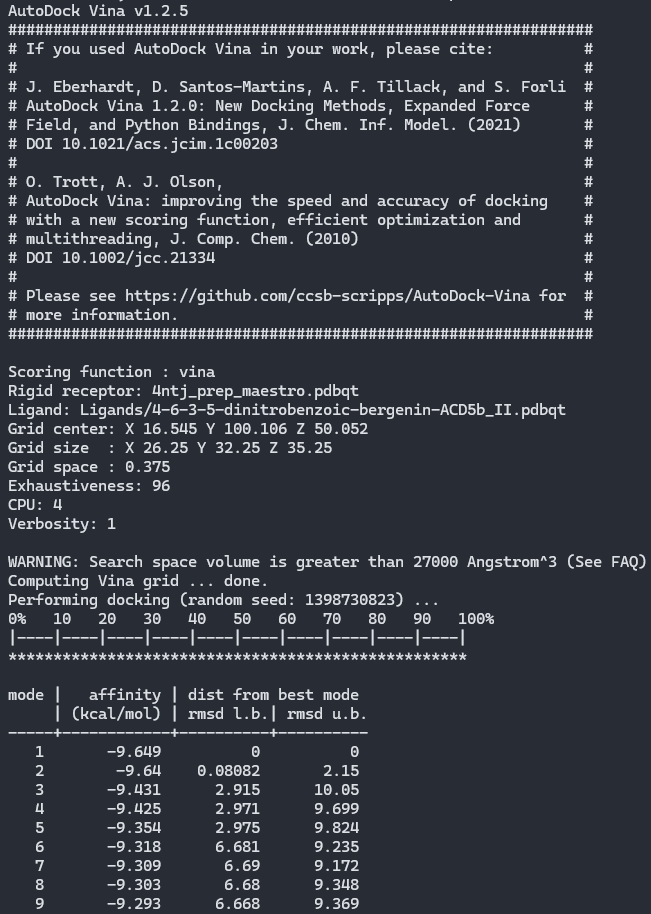 AutoDock Vina v1.2.5
#################################################################
# If you used AutoDock Vina in your work, please cite:          #
#                                                               #
# J. Eberhardt, D. Santos-Martins, A. F. Tillack, and S. Forli  #
# AutoDock Vina 1.2.0: New Docking Methods, Expanded Force      #
# Field, and Python Bindings, J. Chem. Inf. Model. (2021)       #
# DOI 10.1021/acs.jcim.1c00203                                  #
#                                                               #
# O. Trott, A. J. Olson,                                        #
# AutoDock Vina: improving the speed and accuracy of docking    #
# with a new scoring function, efficient optimization and       #
# multithreading, J. Comp. Chem. (2010)                         #
# DOI 10.1002/jcc.21334                                         #
#                                                               #
# Please see https://github.com/ccsb-scripps/AutoDock-Vina for  #
# more information.                                             #
#################################################################

Scoring function : vina
Rigid receptor: 4ntj_prep_maestro.pdbqt
Ligand: Ligands/4-6-3-5-dinitrobenzoic-bergenin-ACD5b_II.pdbqt
Grid center: X 16.545 Y 100.106 Z 50.052
Grid size  : X 26.25 Y 32.25 Z 35.25
Grid space : 0.375
Exhaustiveness: 96
CPU: 4
Verbosity: 1

WARNING: Search space volume is greater than 27000 Angstrom^3 (See FAQ)
Computing Vina grid ... done.
Performing docking (random seed: 1398730823) ...
0%   10   20   30   40   50   60   70   80   90   100%
|----|----|----|----|----|----|----|----|----|----|
***************************************************

mode |   affinity | dist from best mode
     | (kcal/mol) | rmsd l.b.| rmsd u.b.
-----+------------+----------+----------
   1       -9.649          0          0
   2        -9.64    0.08082       2.15
   3       -9.431      2.915      10.05
   4       -9.425      2.971      9.699
   5       -9.354      2.975      9.824
   6       -9.318      6.681      9.235
   7       -9.309       6.69      9.172
   8       -9.303       6.68      9.348
   9       -9.293      6.668      9.369